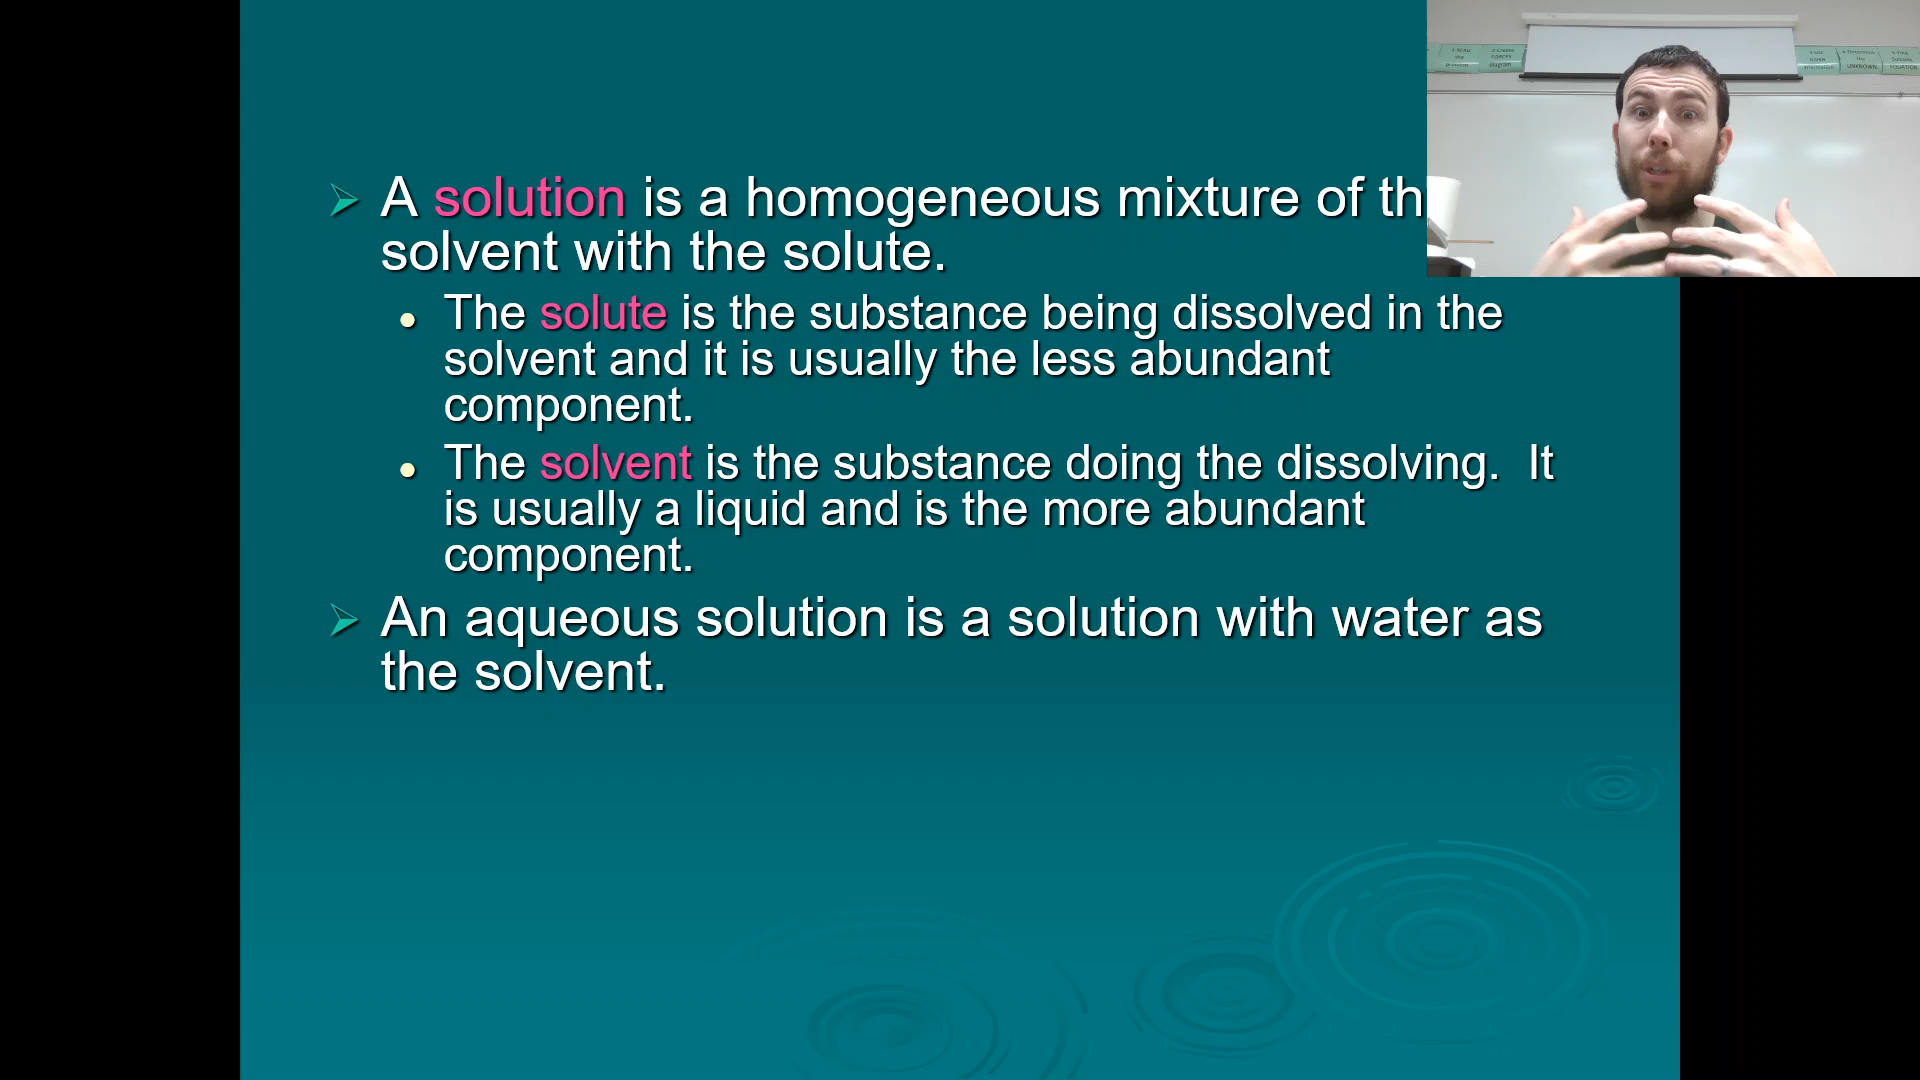 A solution is a homogeneous mixture of th
solvent with the solute.
The solute is the substance being dissolved in the
solvent and it is usually the less abundant
component.
The solvent is the substance doing the dissolving. It
is usually a liquid and is the more abundant
component.
An aqueous solution is a solution with water as
the solvent.